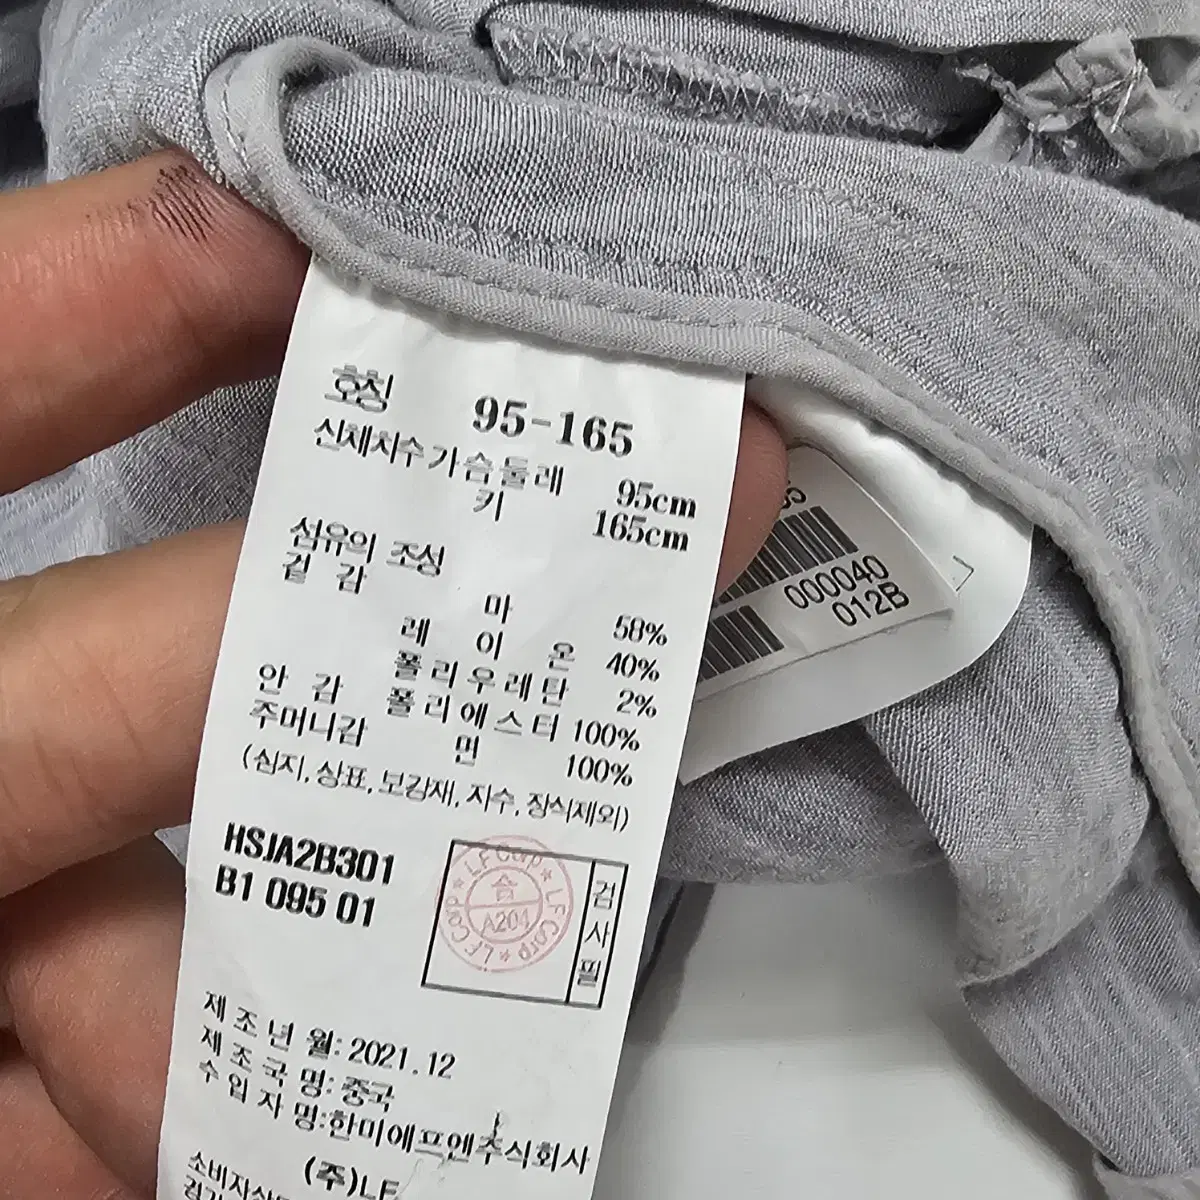 호칭 95-165
신체치수 가슴둘레 95cm
키 165cm
섬유의 조성
겉 감
마 58%
레 이 온 40%
폴리우레탄 2%
안 감 폴리에스터 100%
주머니감 면 100%
(심지, 상표, 보강재, 자수, 장식제외)
HSJA2B301
B1 095 01
LF Corp ★ LF Corp ★ LF Corp ★
合
A204
검사필
제조년월: 2021.12
제조국명: 중국
수입자명:한미에프엔주식회사
(주)LF
000040
012B